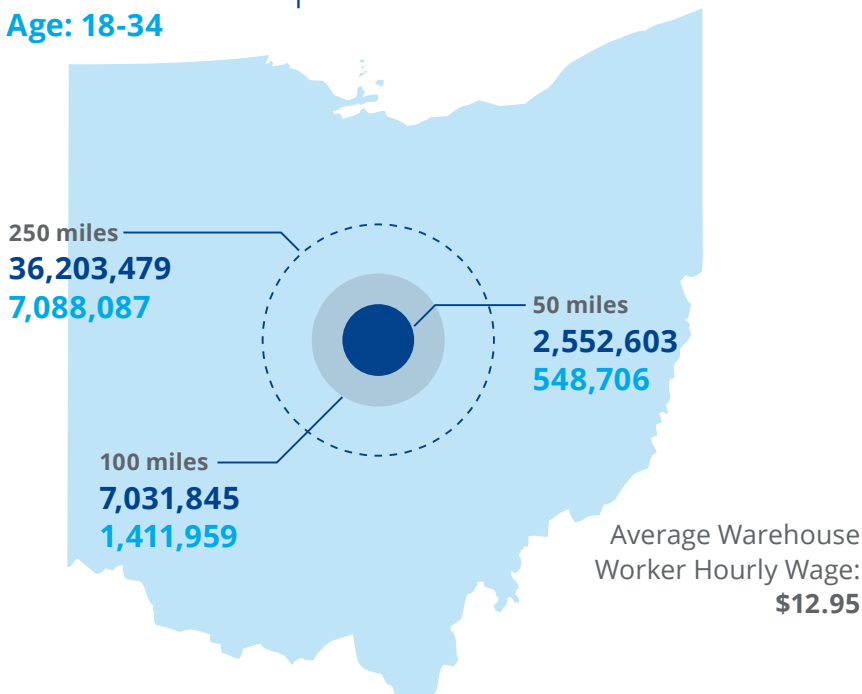 Age: 18-34
250 miles
36,203,479
7,088,087
50 miles
2,552,603
548,706
100 miles
7,031,845
1,411,959
Average Warehouse
Worker Hourly Wage:
$12.95